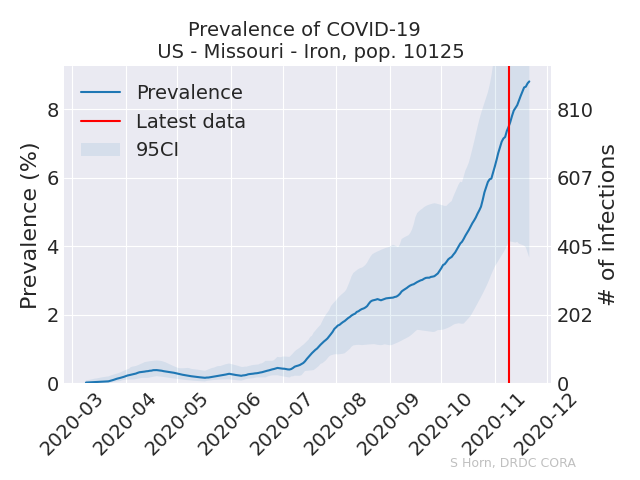 Prevalence of COVID-19
US - Missouri - Iron, pop. 10125
Prevalence
Latest data
95CI
Prevalence (%)
8
6
4
2
0
810
607
405
202
0
# of infections
2020-03
2020-04
2020-05
2020-06
2020-07
2020-08
2020-09
2020-10
2020-11
2020-12
S Horn, DRDC CORA